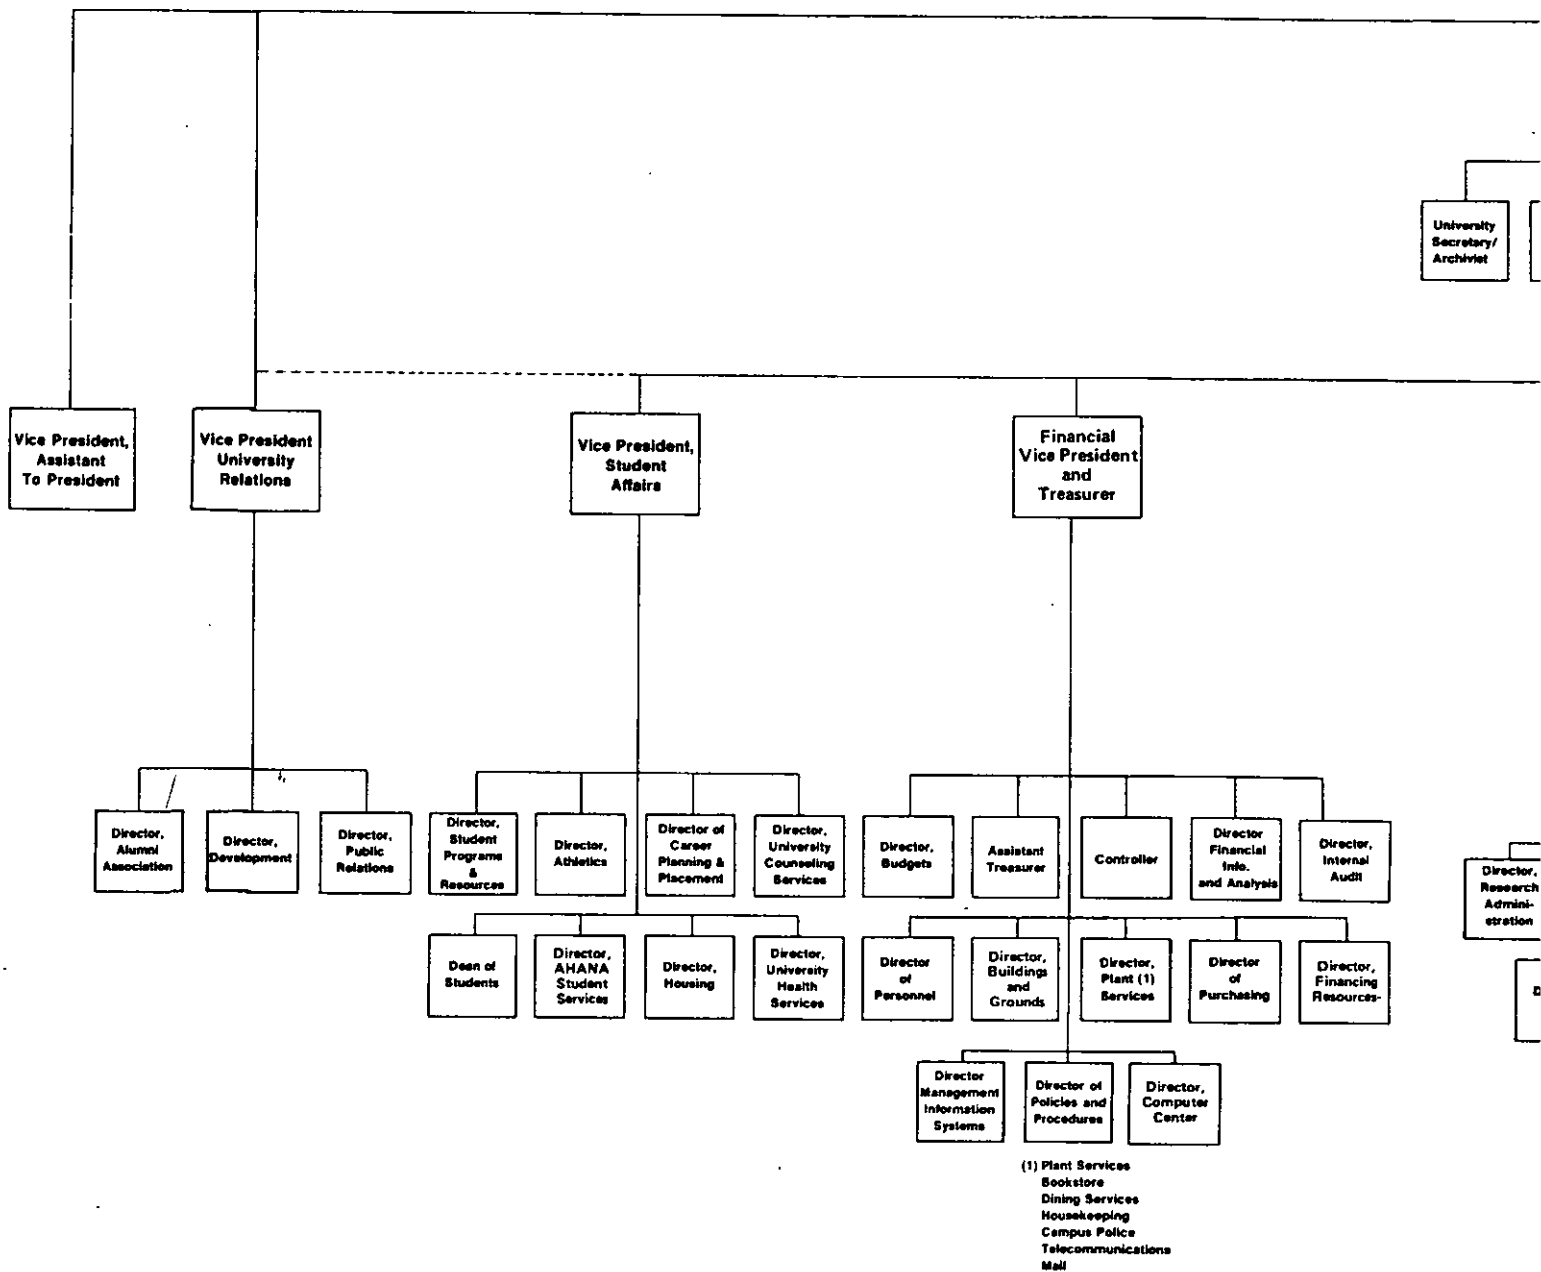 University
Secretary/
Archivist
Vice President,
Assistant
To President
Vice President
University
Relations
Vice President,
Student
Affairs
Financial
Vice President
and
Treasurer
Director,
Alumni
Association
Director,
Development
Director,
Public
Relations
Director,
Student
Programs
&
Resources
Director,
Athletics
Director of
Career
Planning &
Placement
Director,
University
Counseling
Services
Director,
Budgets
Assistant
Treasurer
Controller
Director
Financial
Info.
and Analysis
Director,
Internal
Audit
Director,
Research
Admini-
stration
Dean of
Students
Director,
AHANA
Student
Services
Director,
Housing
Director,
University
Health
Services
Director
of
Personnel
Director,
Buildings
and
Grounds
Director,
Plant (1)
Services
Director
of
Purchasing
Director,
Financing
Resources-
D
Director
Management
Information
Systems
Director of
Policies and
Procedures
Director,
Computer
Center
(1) Plant Services
Bookstore
Dining Services
Housekeeping
Campus Police
Telecommunications
Mail